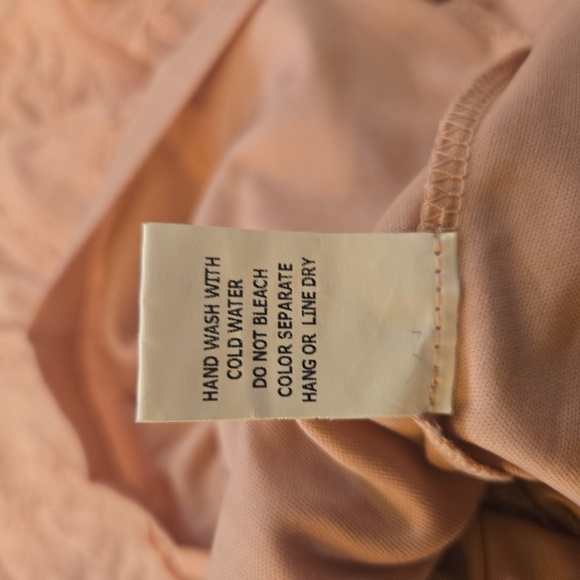 HAND WASH WITH
COLD WATER
DO NOT BLEACH
COLOR SEPARATE
HANG OR LINE DRY